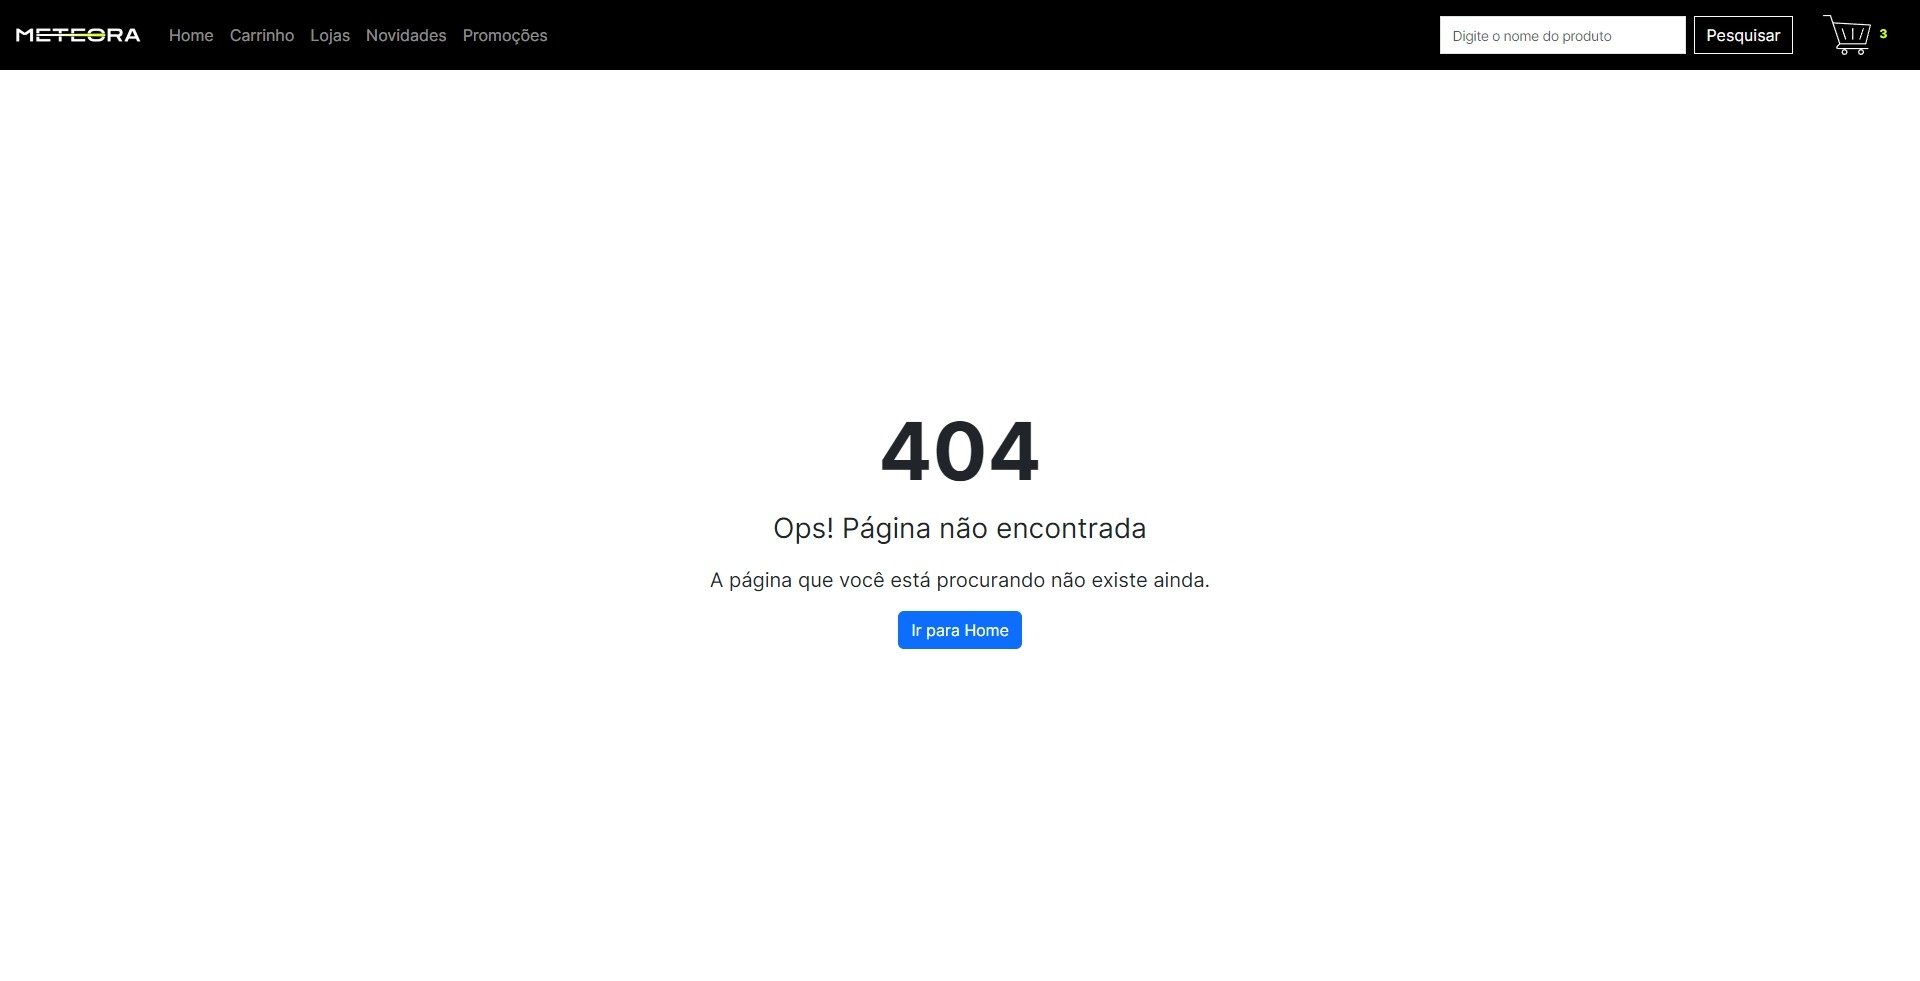 METEORA Home Carrinho Lojas Novidades Promoções Digite o nome do produto Pesquisar 3
404
Ops! Página não encontrada
A página que você está procurando não existe ainda.
Ir para Home